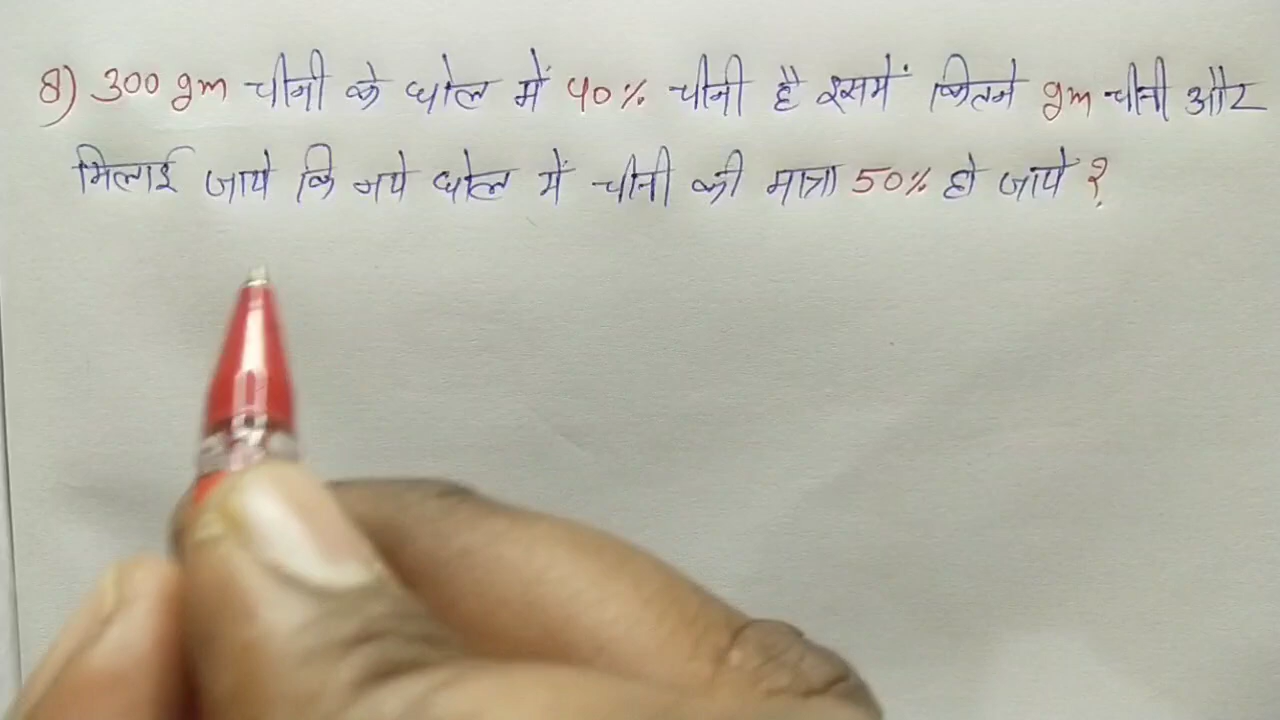 8) 300 gm चीनी के घोल में 40% चीनी है इसमें कितने gm चीनी और
मिलाई जाये कि नये घोल में चीनी की मात्रा 50% हो जाये ?